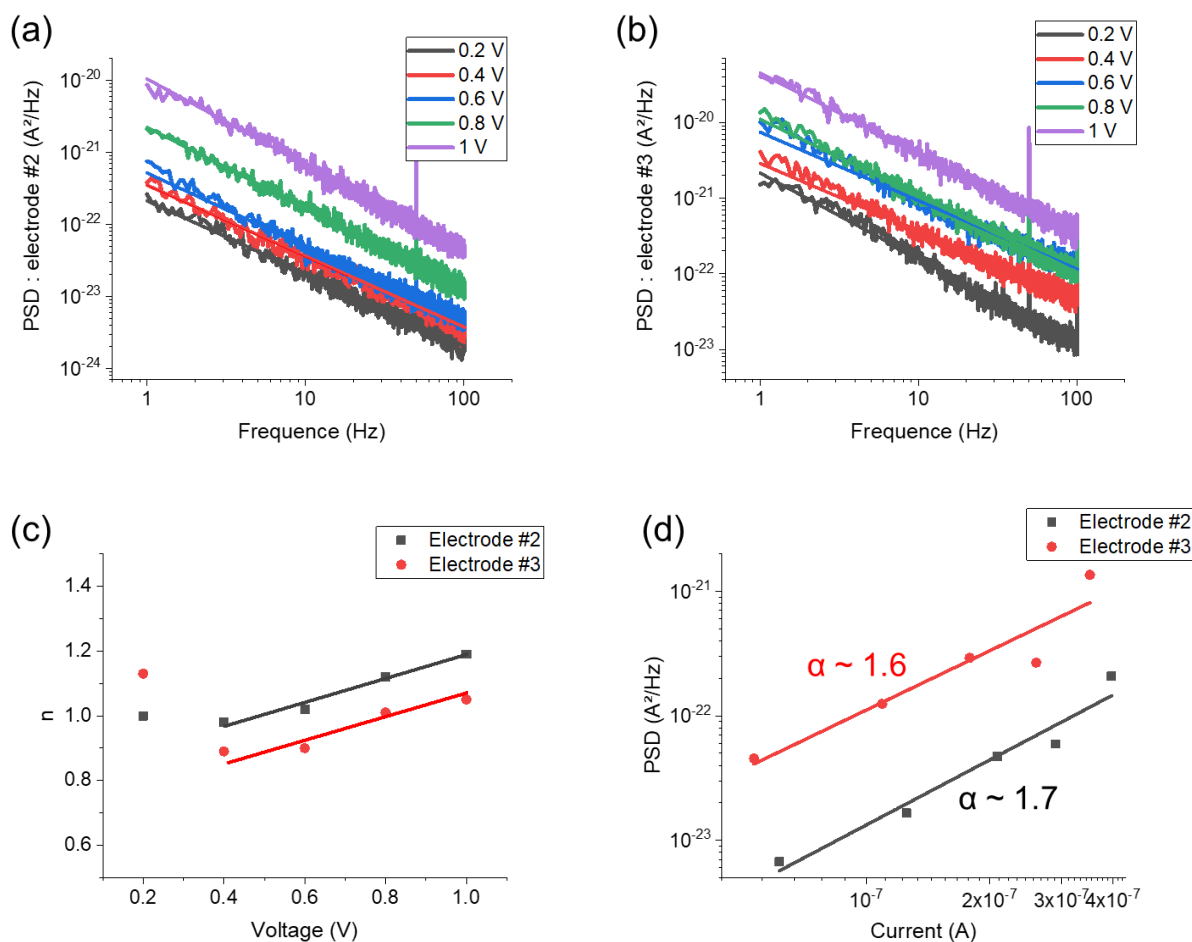 (a)
0.2 V
0.4 V
0.6 V
0.8 V
1 V
10⁻²⁰
10⁻²¹
10⁻²²
10⁻²³
10⁻²⁴
PSD : electrode #2 (A²/Hz)
1
10
100
Frequence (Hz)
(b)
0.2 V
0.4 V
0.6 V
0.8 V
1 V
10⁻²⁰
10⁻²¹
10⁻²²
10⁻²³
PSD : electrode #3 (A²/Hz)
1
10
100
Frequence (Hz)
(c)
Electrode #2
Electrode #3
1.4
1.2
1.0
0.8
0.6
n
0.2
0.4
0.6
0.8
1.0
Voltage (V)
(d)
Electrode #2
Electrode #3
10⁻²¹
10⁻²²
10⁻²³
PSD (A²/Hz)
α ~ 1.6
α ~ 1.7
10⁻⁷
2x10⁻⁷
3x10⁻⁷
4x10⁻⁷
Current (A)